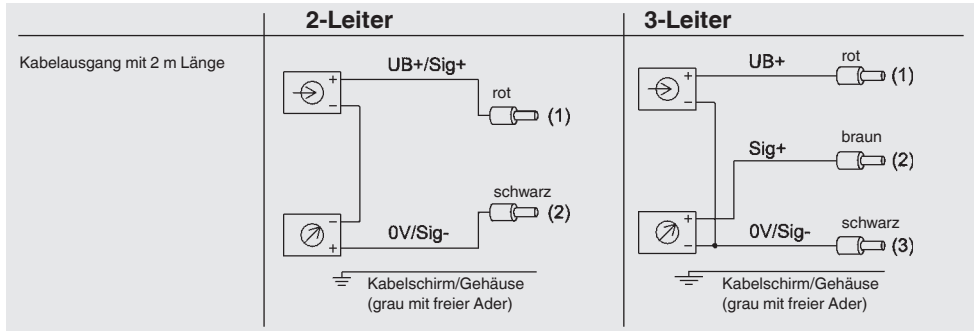 2-Leiter
3-Leiter
Kabelausgang mit 2 m Länge
UB+/Sig+
+
−
rot
(1)
schwarz
(2)
−
+
0V/Sig-
Kabelschirm/Gehäuse
(grau mit freier Ader)
UB+
+
−
rot
(1)
Sig+
braun
(2)
+
−
0V/Sig-
schwarz
(3)
Kabelschirm/Gehäuse
(grau mit freier Ader)